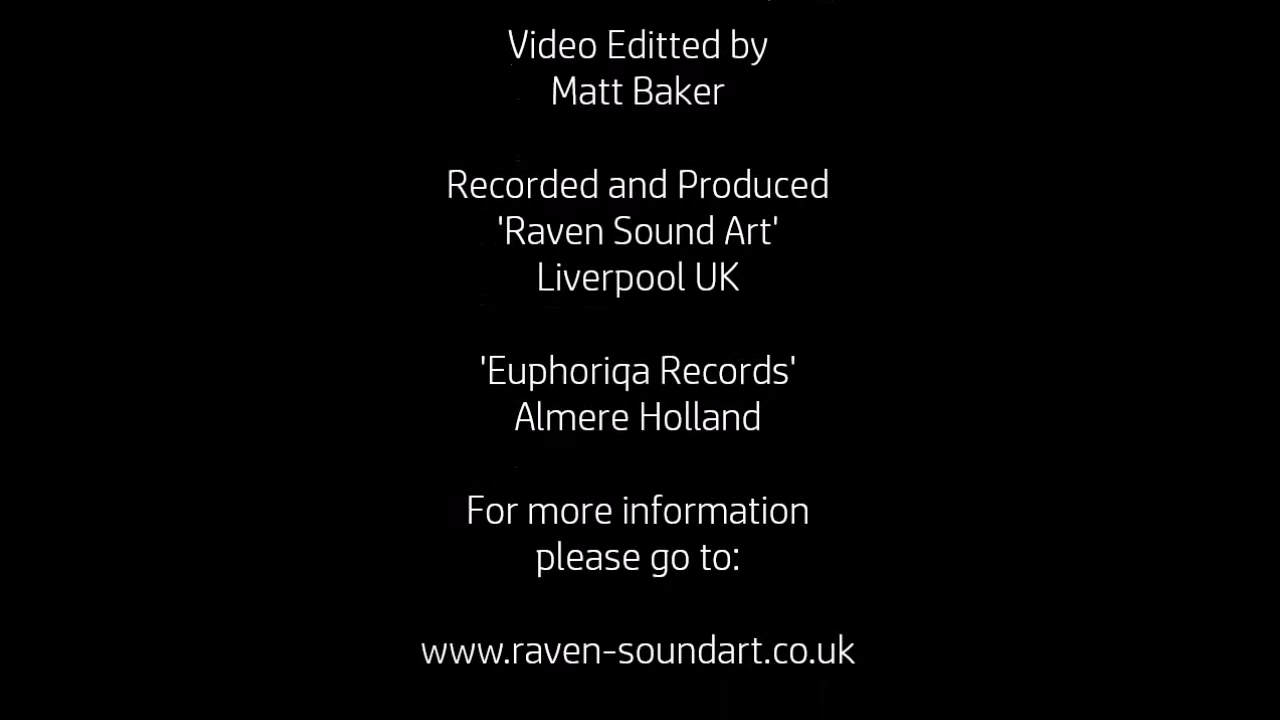 Video Editted by
Matt Baker
Recorded and Produced
'Raven Sound Art'
Liverpool UK
'Euphoriqa Records'
Almere Holland
For more information
please go to:
www.raven-soundart.co.uk